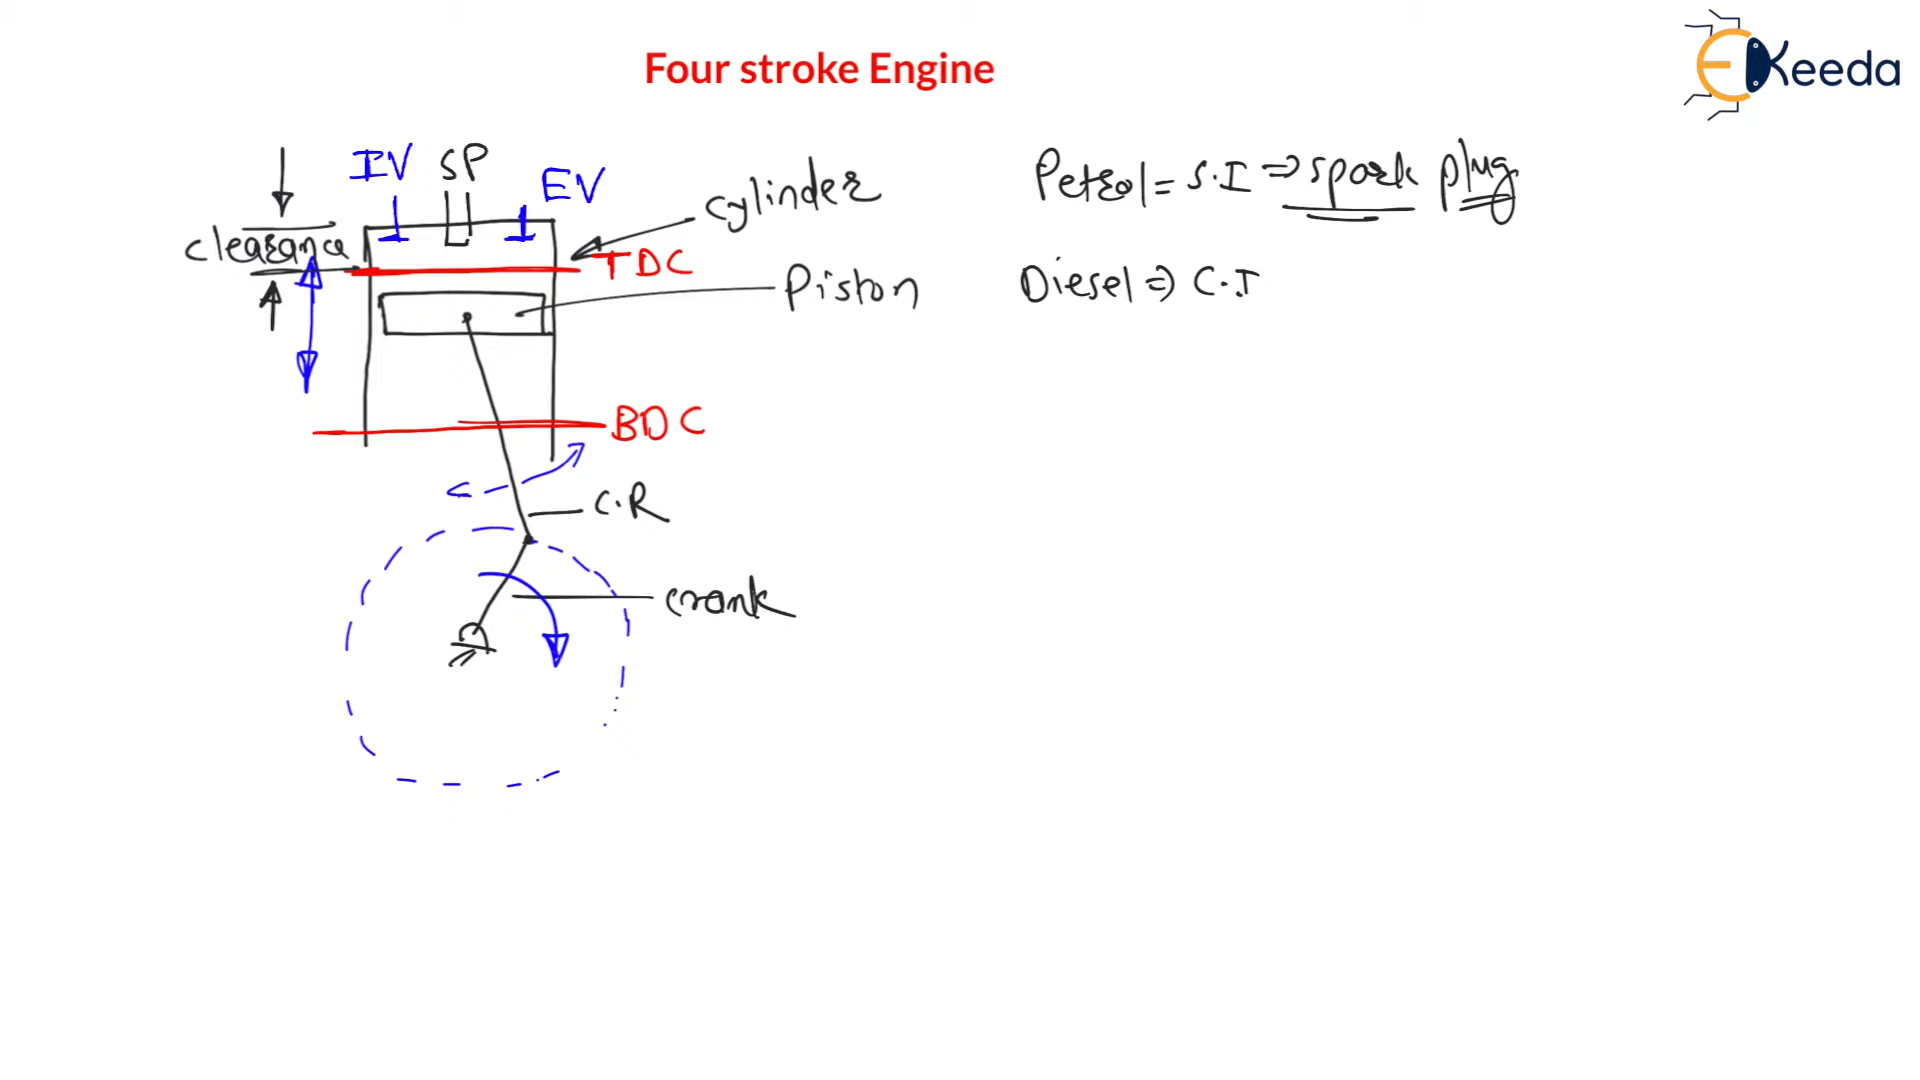 Four stroke Engine
Keeda
IV SP EV
cylinder
Petrol = S.I ⇒ spark plug
clearance
TDC
Piston
Diesel ⇒ C.I
BDC
C.R
crank